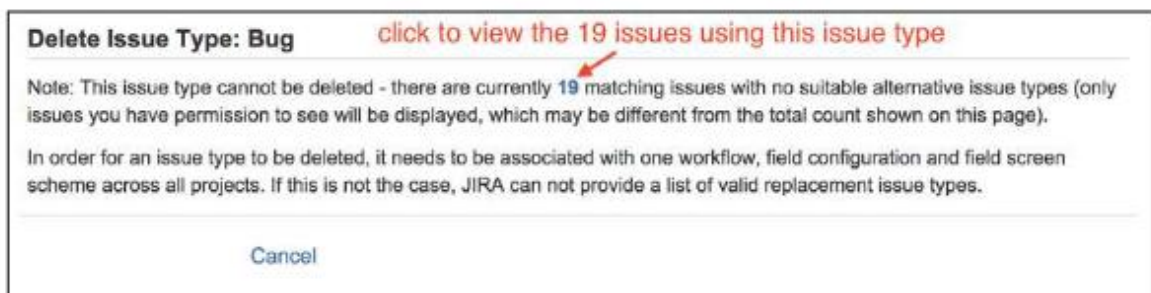 Delete Issue Type: Bug
click to view the 19 issues using this issue type
Note: This issue type cannot be deleted - there are currently 19 matching issues with no suitable alternative issue types (only
issues you have permission to see will be displayed, which may be different from the total count shown on this page).
In order for an issue type to be deleted, it needs to be associated with one workflow, field configuration and field screen
scheme across all projects. If this is not the case, JIRA can not provide a list of valid replacement issue types.
Cancel